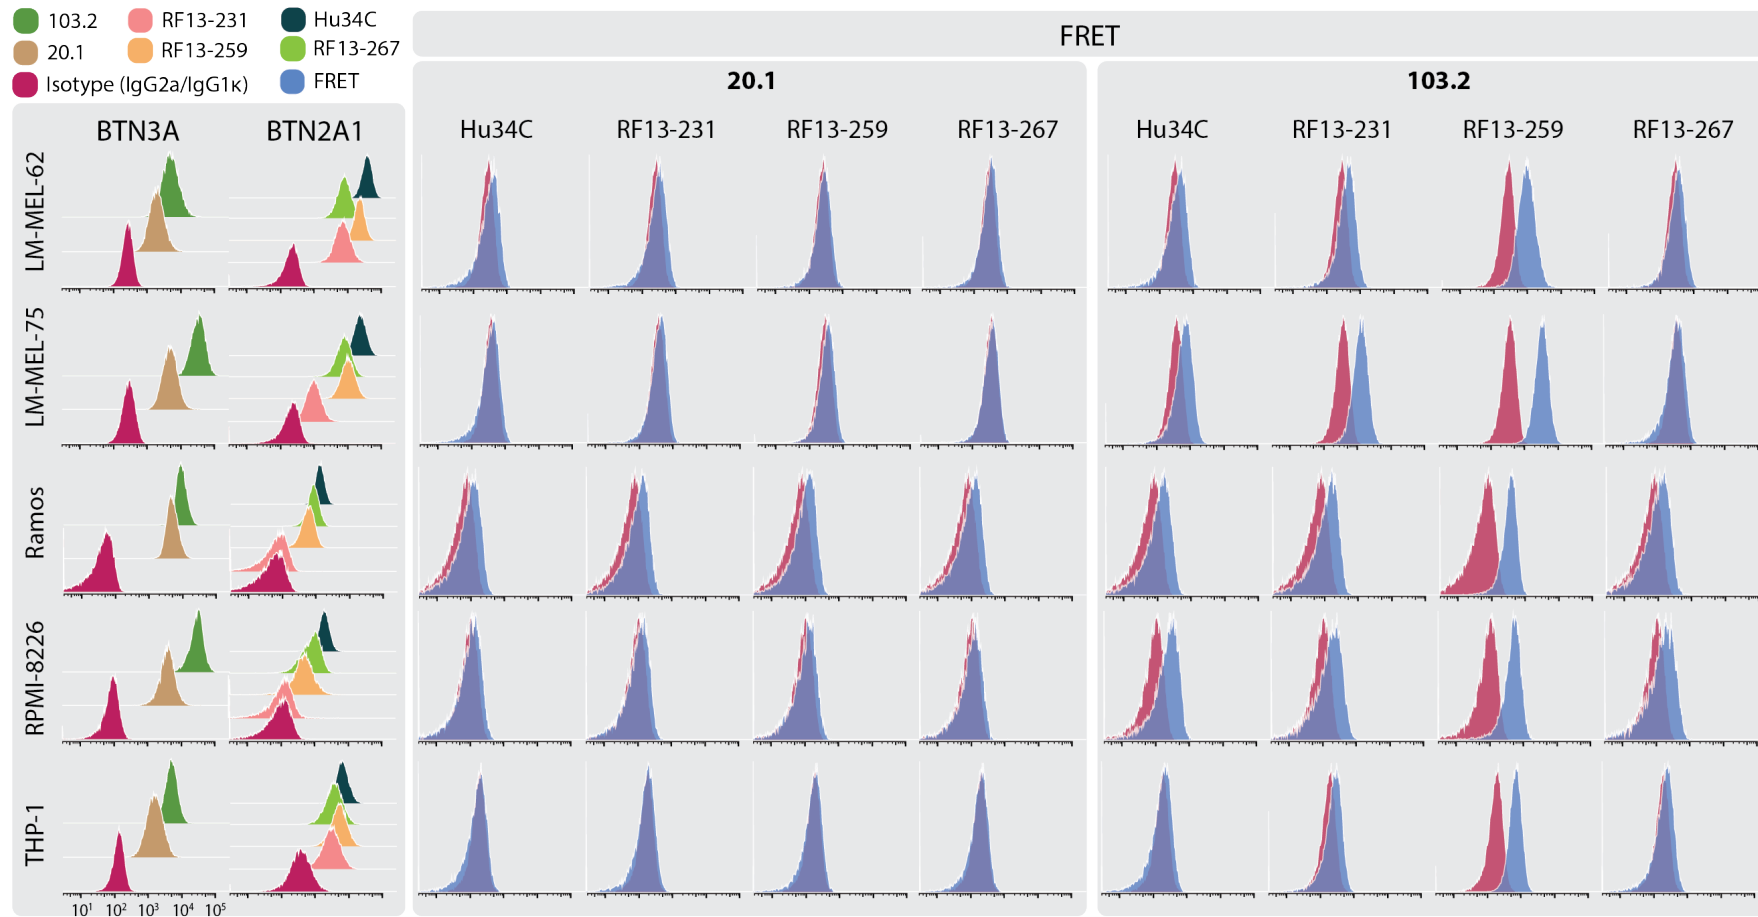 103.2 RF13-231 Hu34C
20.1 RF13-259 RF13-267
Isotype (IgG2a/IgG1κ) FRET
FRET
20.1 103.2
BTN3A BTN2A1
Hu34C RF13-231 RF13-259 RF13-267 Hu34C RF13-231 RF13-259 RF13-267
LM-MEL-62
LM-MEL-75
Ramos
RPMI-8226
THP-1
10¹ 10² 10³ 10⁴ 10⁵